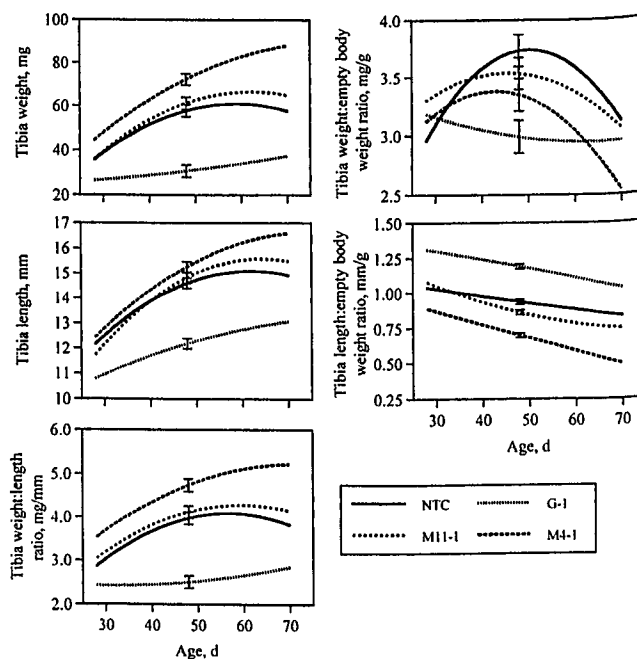 Tibia weight, mg
100
80
60
40
20
Tibia weight:empty body
weight ratio, mg/g
4.0
3.5
3.0
2.5
Tibia length, mm
17
16
15
14
13
12
11
10
Tibia length:empty body
weight ratio, mm/g
1.50
1.25
1.00
0.75
0.50
0.25
30 40 50 60 70
Age, d
Tibia weight:length
ratio, mg/mm
6.0
5.0
4.0
3.0
2.0
30 40 50 60 70
Age, d
NTC
G-1
M11-1
M4-1